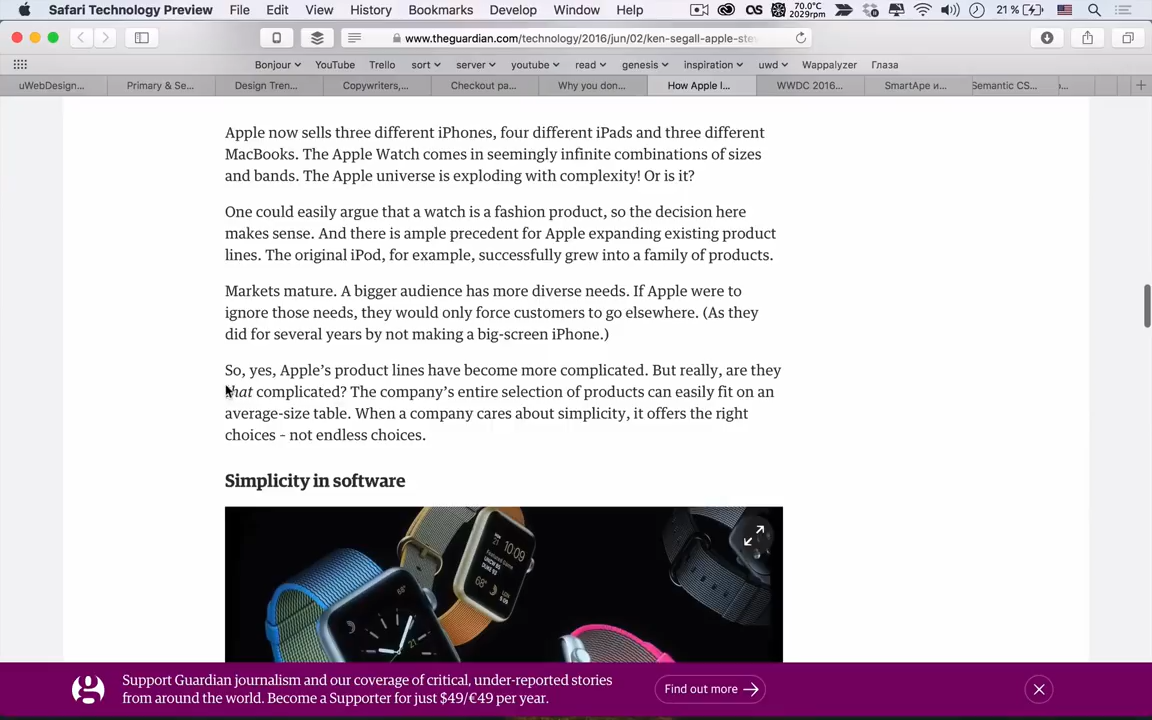 Safari Technology Preview File Edit View History Bookmarks Develop Window Help 70.0°C 2029rpm 21 %
www.theguardian.com/technology/2016/jun/02/ken-segall-apple-ste
Bonjour YouTube Trello sort server youtube read genesis inspiration uwd Wappalyzer Глаза
uWebDesign... Primary & Se... Design Tren... Copywriters,... Checkout pa... Why you don... How Apple l... WWDC 2016... SmartApe и... Semantic CS...
Apple now sells three different iPhones, four different iPads and three different
MacBooks. The Apple Watch comes in seemingly infinite combinations of sizes
and bands. The Apple universe is exploding with complexity! Or is it?
One could easily argue that a watch is a fashion product, so the decision here
makes sense. And there is ample precedent for Apple expanding existing product
lines. The original iPod, for example, successfully grew into a family of products.
Markets mature. A bigger audience has more diverse needs. If Apple were to
ignore those needs, they would only force customers to go elsewhere. (As they
did for several years by not making a big-screen iPhone.)
So, yes, Apple's product lines have become more complicated. But really, are they
that complicated? The company's entire selection of products can easily fit on an
average-size table. When a company cares about simplicity, it offers the right
choices – not endless choices.
Simplicity in software
10:09
68°
21
Support Guardian journalism and our coverage of critical, under-reported stories
from around the world. Become a Supporter for just $49/€49 per year.
Find out more